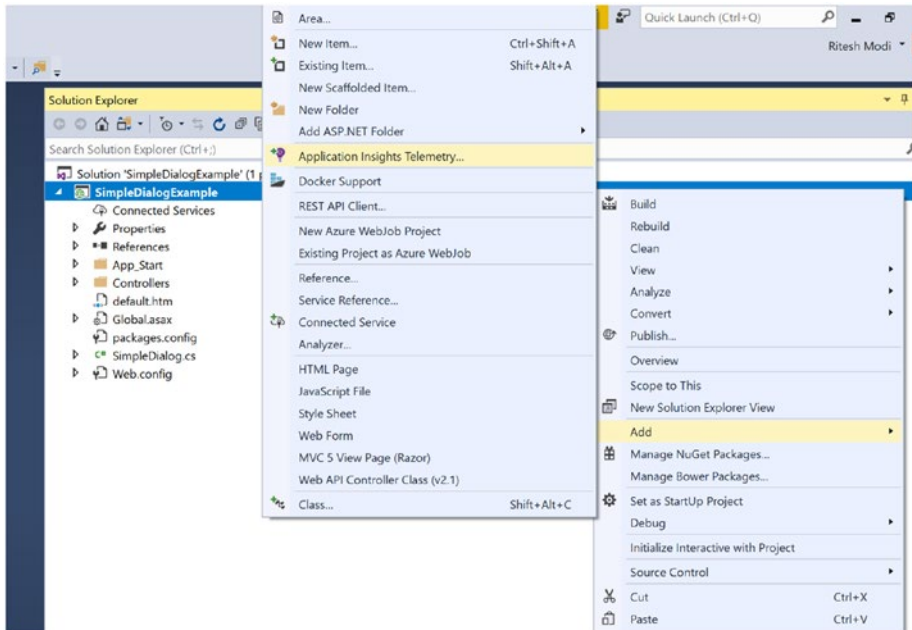 Quick Launch (Ctrl+Q)
Ritesh Modi
Solution Explorer
Search Solution Explorer (Ctrl+;)
Solution 'SimpleDialogExample' (1
SimpleDialogExample
Connected Services
Properties
References
App_Start
Controllers
default.htm
Global.asax
packages.config
C# SimpleDialog.cs
Web.config
Area...
New Item... Ctrl+Shift+A
Existing Item... Shift+Alt+A
New Scaffolded Item...
New Folder
Add ASP.NET Folder
Application Insights Telemetry...
Docker Support
REST API Client...
New Azure WebJob Project
Existing Project as Azure WebJob
Reference...
Service Reference...
Connected Service
Analyzer...
HTML Page
JavaScript File
Style Sheet
Web Form
MVC 5 View Page (Razor)
Web API Controller Class (v2.1)
Class... Shift+Alt+C
Build
Rebuild
Clean
View
Analyze
Convert
Publish...
Overview
Scope to This
New Solution Explorer View
Add
Manage NuGet Packages...
Manage Bower Packages...
Set as StartUp Project
Debug
Initialize Interactive with Project
Source Control
Cut Ctrl+X
Paste Ctrl+V